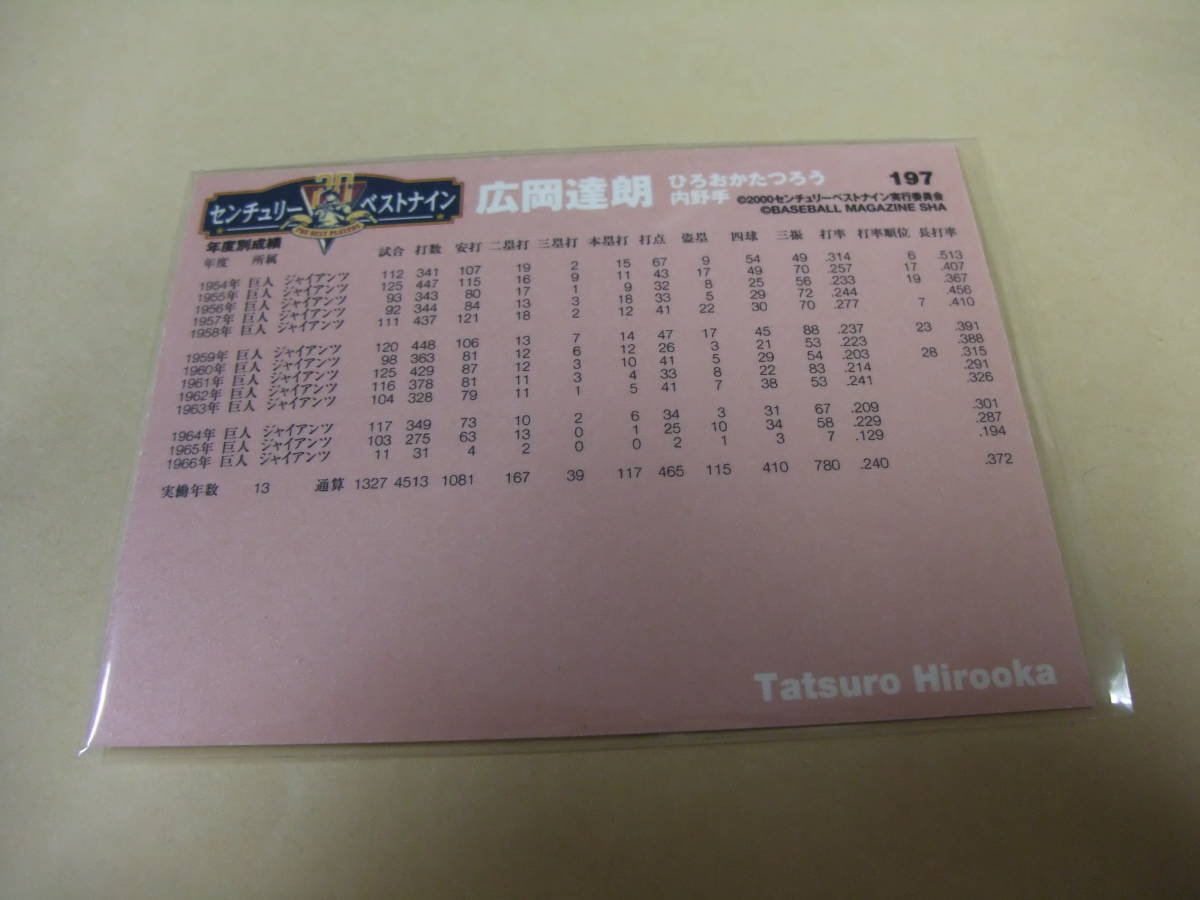 20
センチュリー ベストナイン
PRO BEST PLAYERS
広岡達朗
ひろおかたつろう
内野手
197
©2000センチュリーベストナイン実行委員会
©BASEBALL MAGAZINE SHA
年度別成績
年度 所属 試合 打数 安打 二塁打 三塁打 本塁打 打点 盗塁 四球 三振 打率 打率順位 長打率
1954年 巨人 ジャイアンツ 112 341 107 19 2 15 67 9 54 49 .314 6 .513
1955年 巨人 ジャイアンツ 125 447 115 16 9 11 43 17 49 70 .257 17 .407
1956年 巨人 ジャイアンツ 93 343 80 17 1 9 32 8 25 56 .233 19 .367
1957年 巨人 ジャイアンツ 92 344 84 13 3 18 33 5 29 72 .244 .456
1958年 巨人 ジャイアンツ 111 437 121 18 2 12 41 22 30 70 .277 7 .410
1959年 巨人 ジャイアンツ 120 448 106 13 7 14 47 17 45 88 .237 23 .391
1960年 巨人 ジャイアンツ 98 363 81 12 6 12 26 3 21 53 .223 .388
1961年 巨人 ジャイアンツ 125 429 87 12 3 10 41 5 29 54 .203 28 .315
1962年 巨人 ジャイアンツ 116 378 81 11 3 4 33 8 22 83 .214 .291
1963年 巨人 ジャイアンツ 104 328 79 11 1 5 41 7 38 53 .241 .326
1964年 巨人 ジャイアンツ 117 349 73 10 2 6 34 3 31 67 .209 .301
1965年 巨人 ジャイアンツ 103 275 63 13 0 1 25 10 34 58 .229 .287
1966年 巨人 ジャイアンツ 11 31 4 2 0 0 2 1 3 7 .129 .194
実働年数 13 通算 1327 4513 1081 167 39 117 465 115 410 780 .240 .372
Tatsuro Hirooka